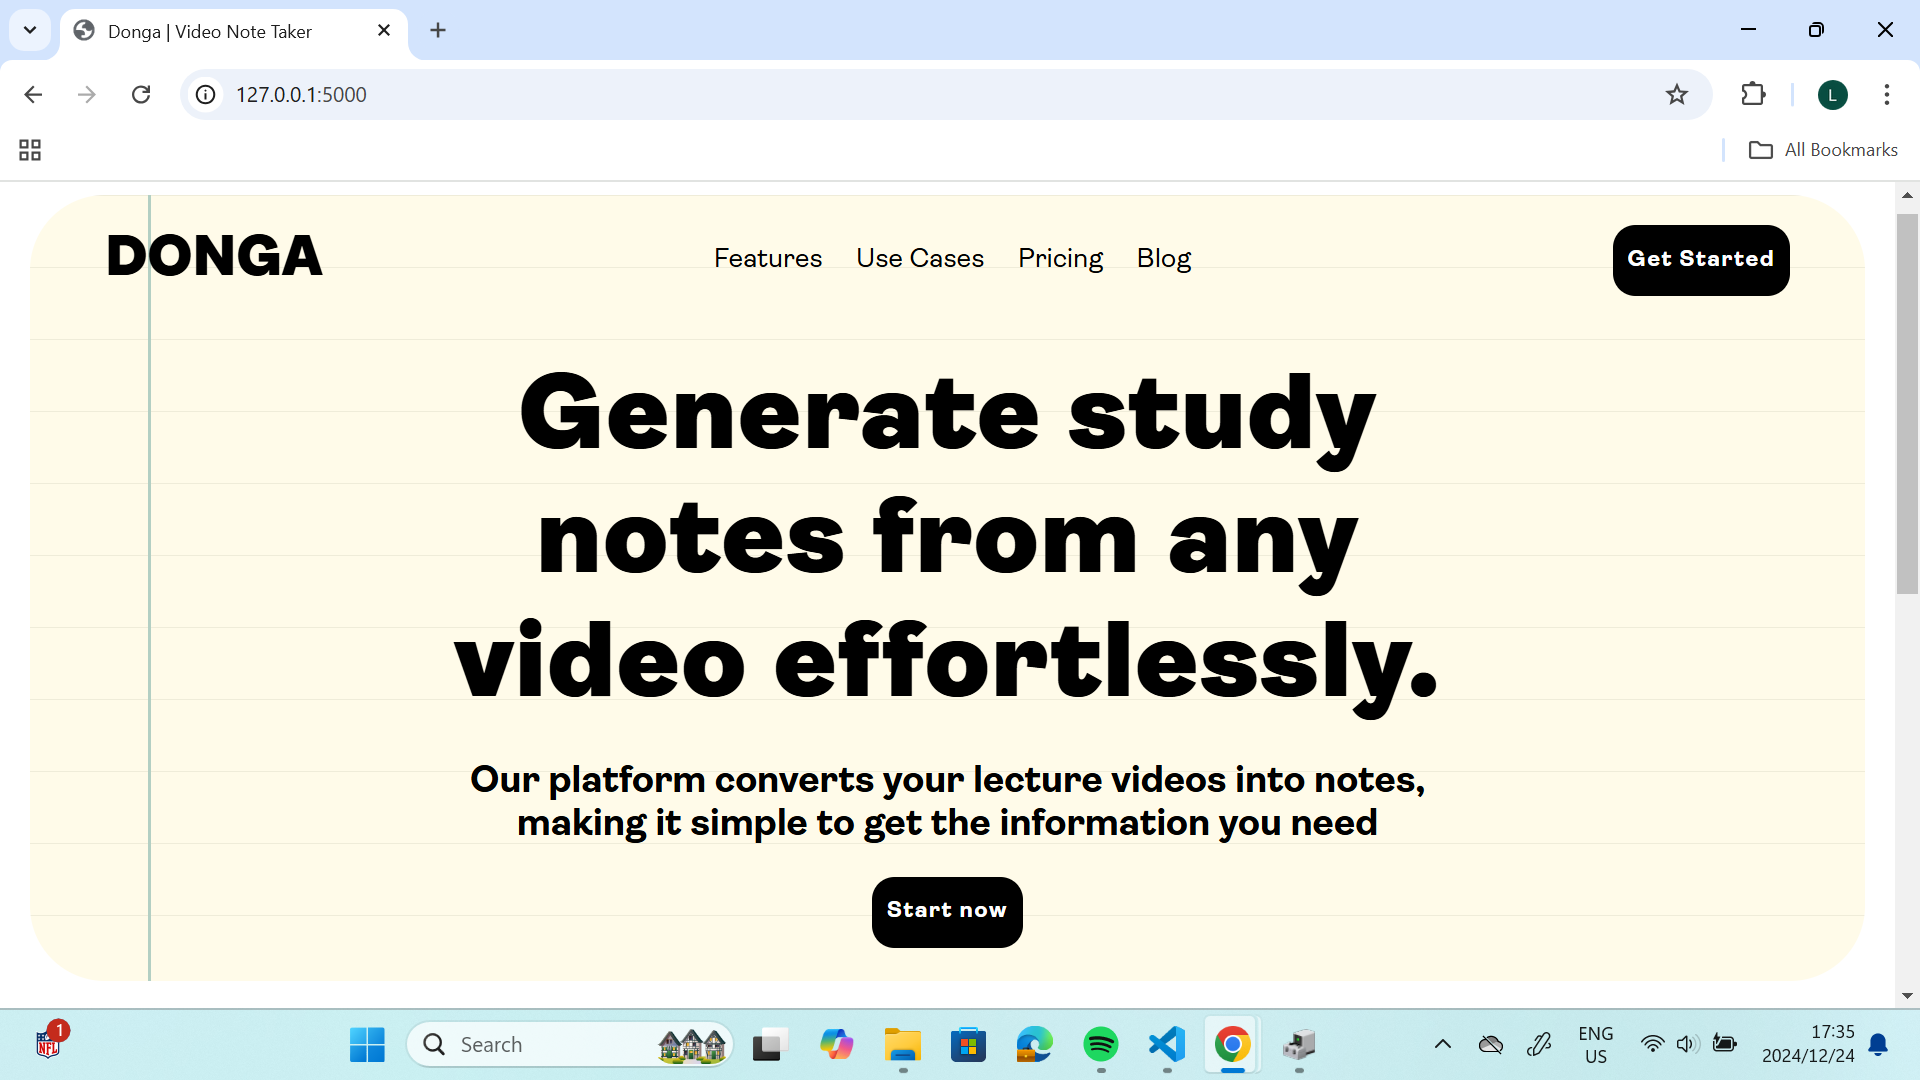 Donga | Video Note Taker
127.0.0.1:5000
L
All Bookmarks
DONGA
Features
Use Cases
Pricing
Blog
Get Started
Generate study
notes from any
video effortlessly.
Our platform converts your lecture videos into notes,
making it simple to get the information you need
Start now
1
NFL
Search
ENG
US
17:35
2024/12/24